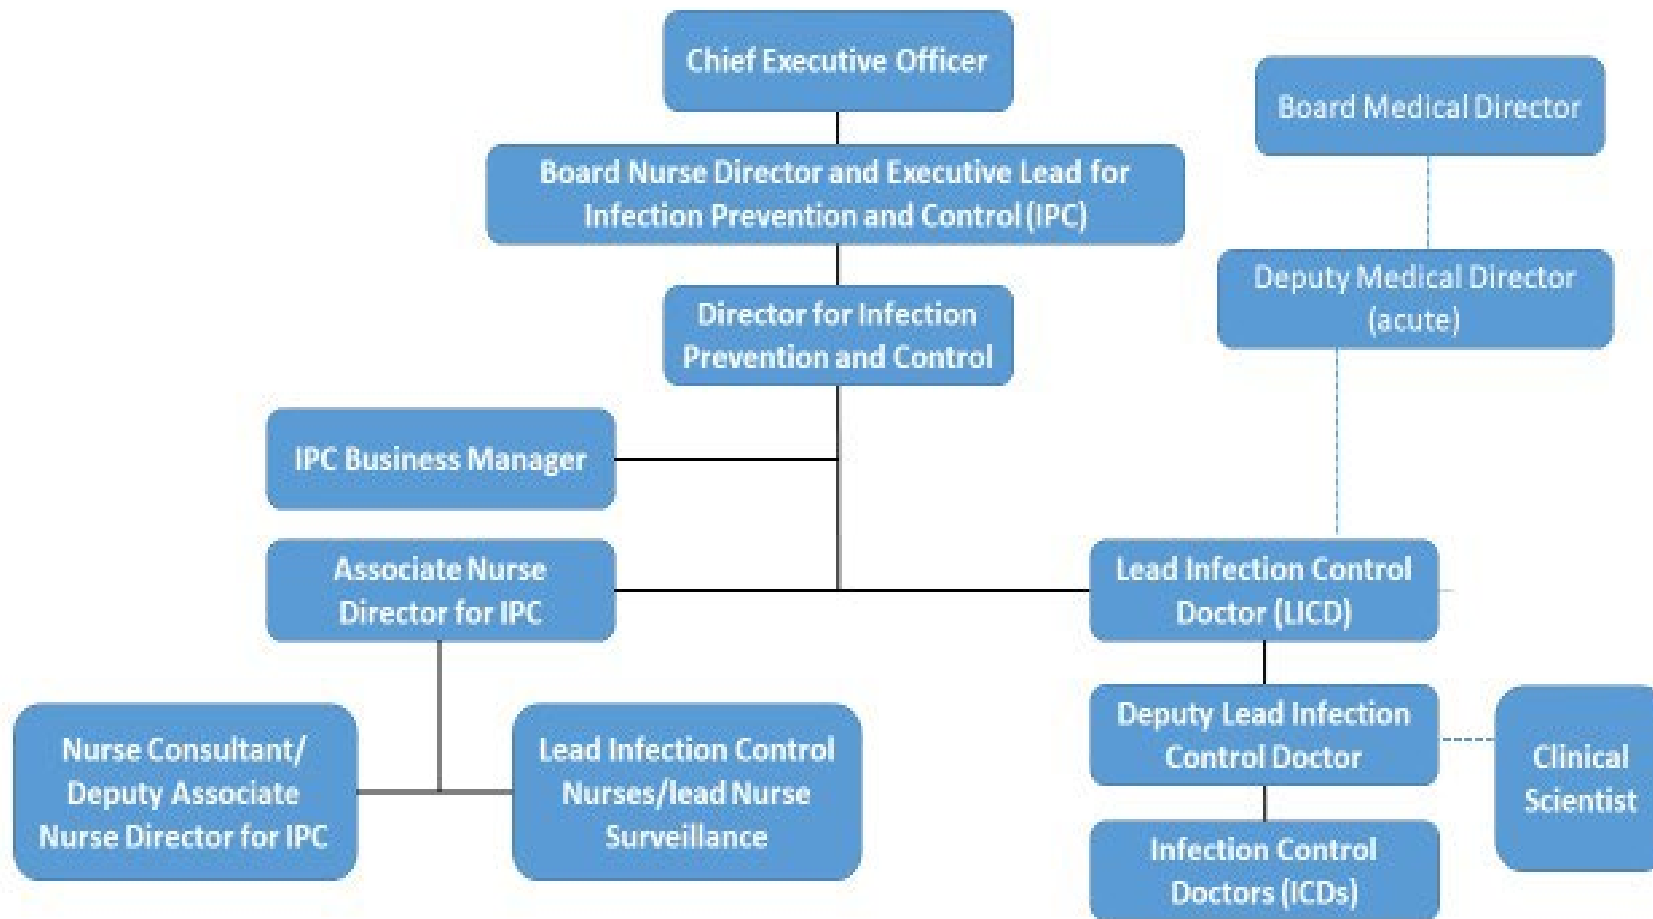 Chief Executive Officer
Board Medical Director
Board Nurse Director and Executive Lead for
Infection Prevention and Control (IPC)
Deputy Medical Director
(acute)
Director for Infection
Prevention and Control
IPC Business Manager
Associate Nurse
Director for IPC
Lead Infection Control
Doctor (LICD)
Nurse Consultant/
Deputy Associate
Nurse Director for IPC
Lead Infection Control
Nurses/lead Nurse
Surveillance
Deputy Lead Infection
Control Doctor
Clinical
Scientist
Infection Control
Doctors (ICDs)